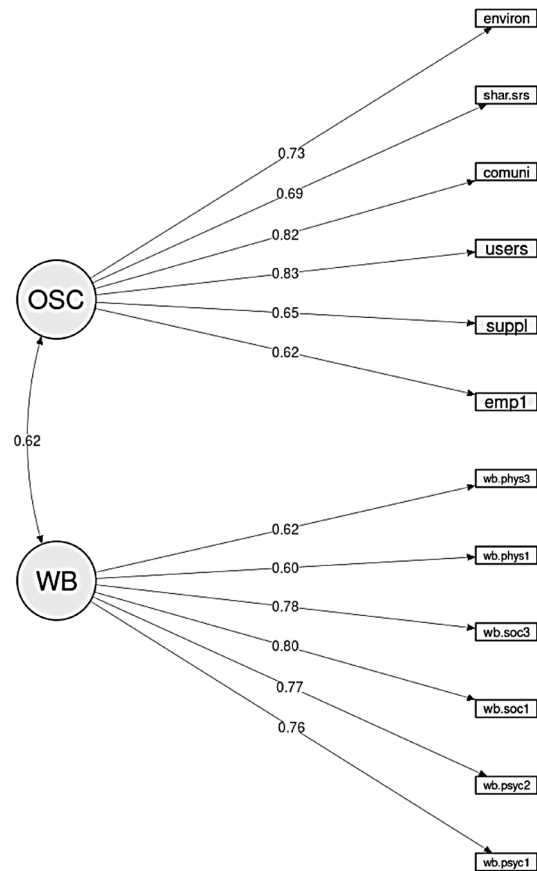 environ
shar.srs
0.73
comuni
0.69
0.82
users
0.83
OSC
0.65
suppl
0.62
emp1
0.62
wb.phys3
0.62
wb.phys1
0.60
WB
0.78
wb.soc3
0.80
0.77
wb.soc1
0.76
wb.psyc2
wb.psyc1